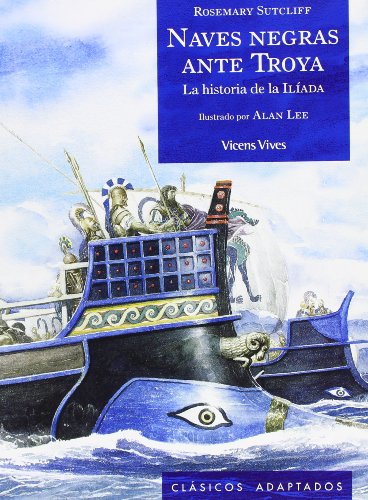 ROSEMARY SUTCLIFF
NAVES NEGRAS
ANTE TROYA
La historia de la ILÍADA
Ilustrado por ALAN LEE
Vicens Vives
CLÁSICOS ADAPTADOS